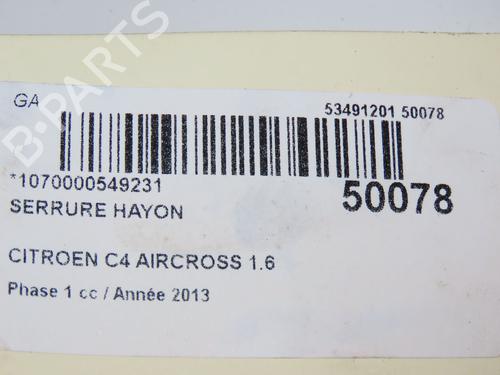 B-PARTS
GA
53491201 50078
*1070000549231
50078
SERRURE HAYON
CITROEN C4 AIRCROSS 1.6
Phase 1 cc / Année 2013